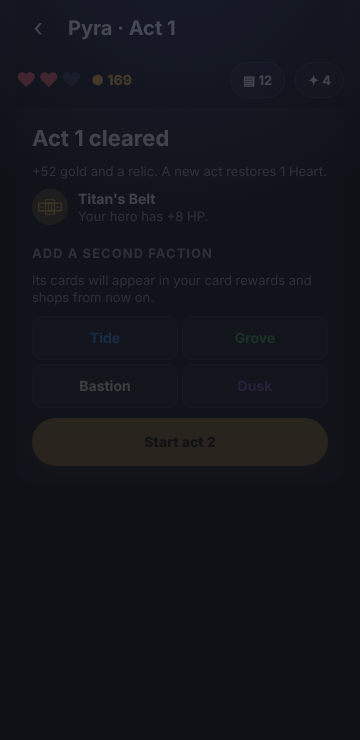 Pyra · Act 1
169
12
4
Act 1 cleared
+52 gold and a relic. A new act restores 1 Heart.
Titan's Belt
Your hero has +8 HP.
ADD A SECOND FACTION
Its cards will appear in your card rewards and
shops from now on.
Tide
Grove
Bastion
Dusk
Start act 2